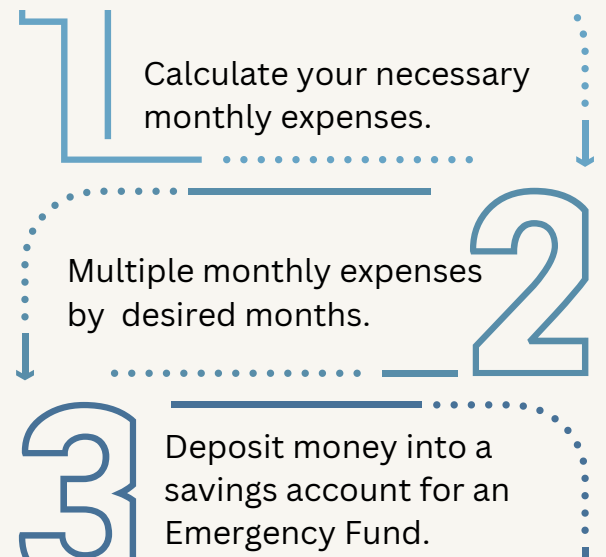 1
Calculate your necessary
monthly expenses.
2
Multiple monthly expenses
by  desired months.
3
Deposit money into a
savings account for an
Emergency Fund.